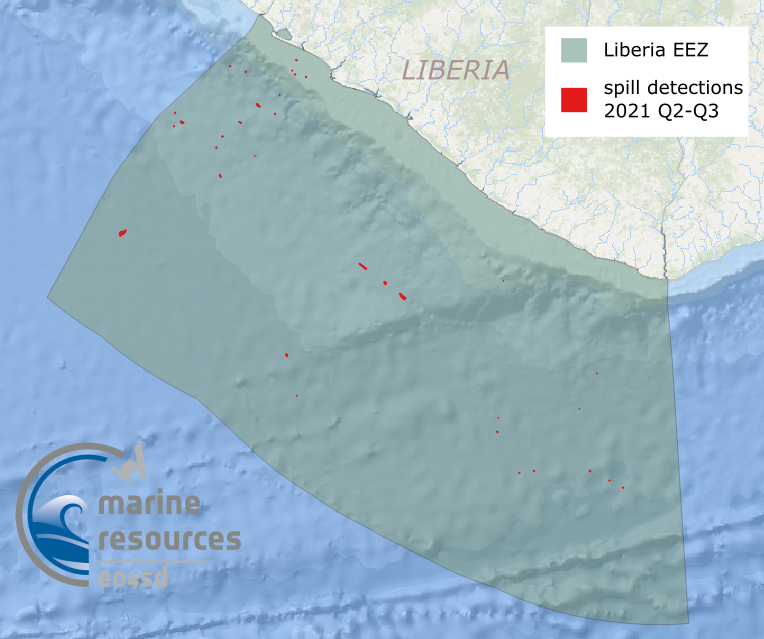 Liberia EEZ
spill detections
2021 Q2-Q3
LIBERIA
marine
resources
eo4sd